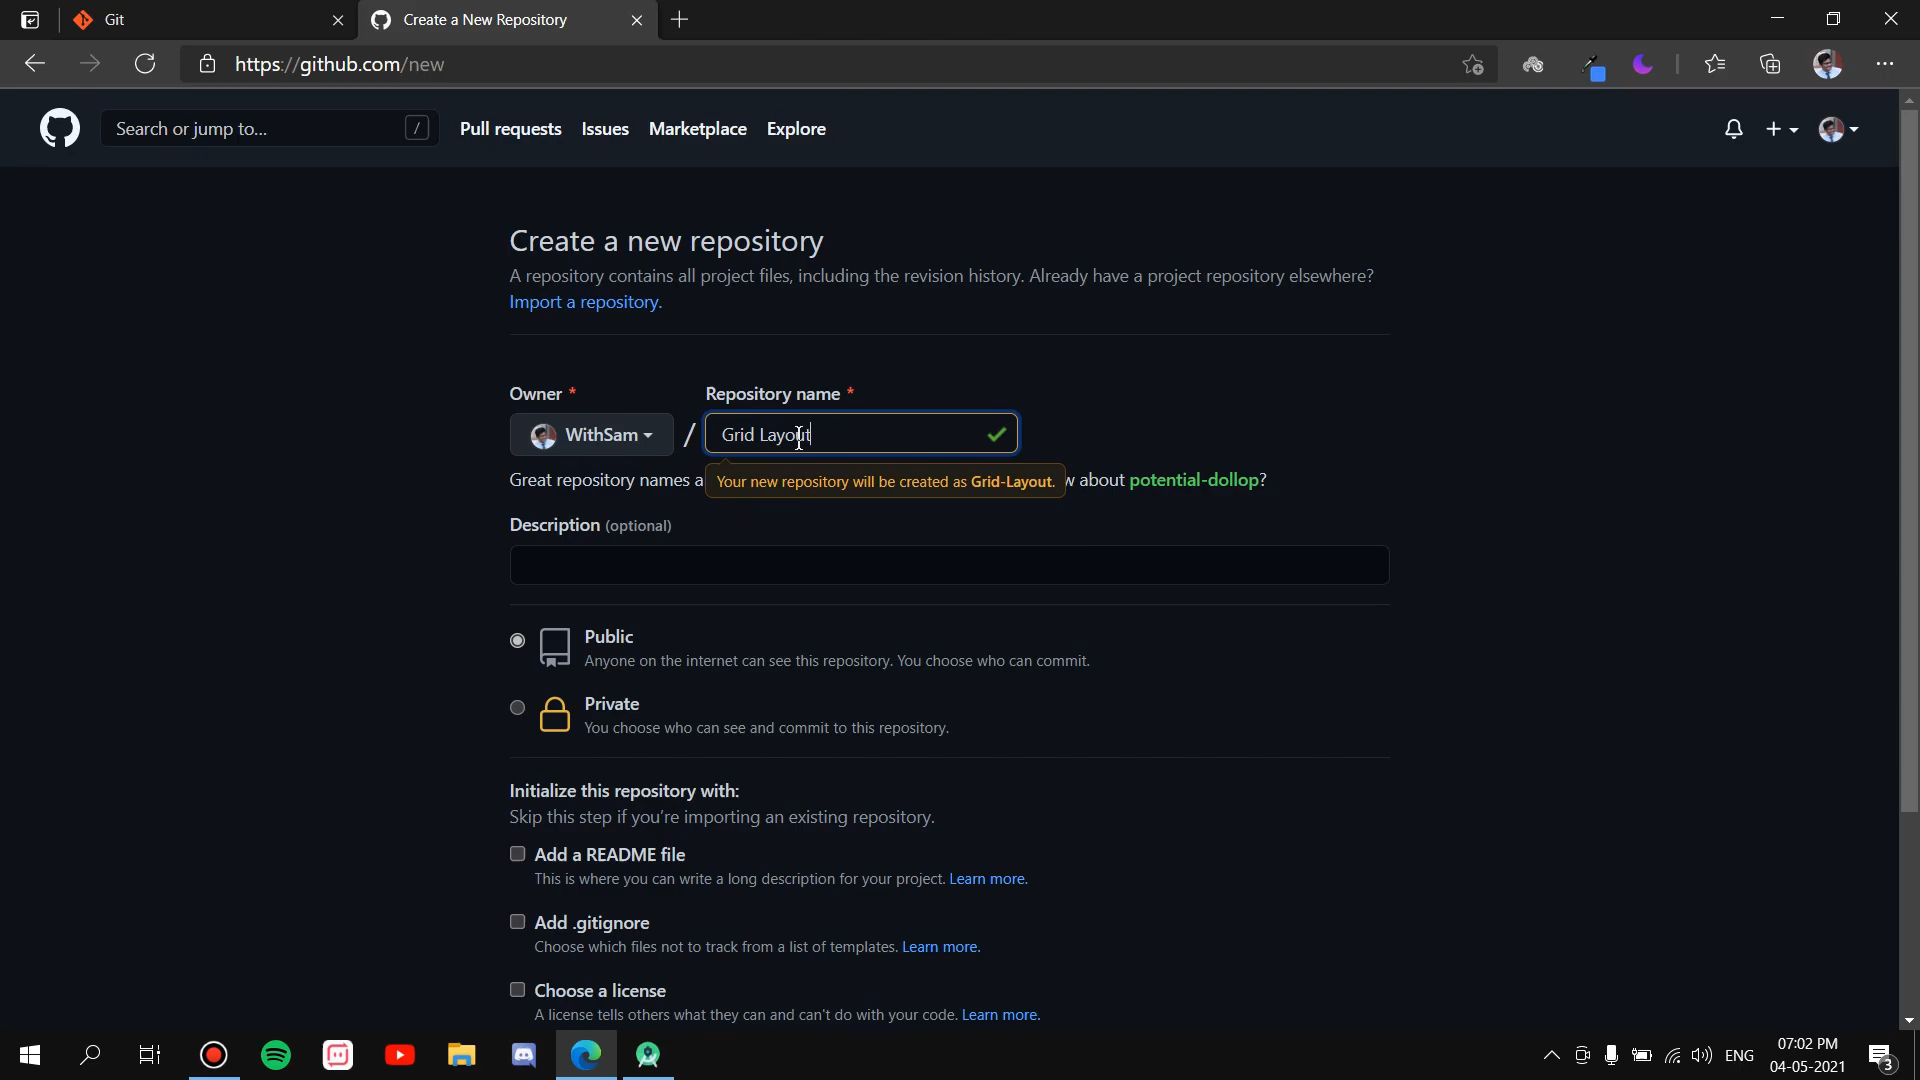 Git
Create a New Repository
https://github.com/new
Search or jump to...
/
Pull requests
Issues
Marketplace
Explore
Create a new repository
A repository contains all project files, including the revision history. Already have a project repository elsewhere?
Import a repository.
Owner *
Repository name *
WithSam
/
Grid Layout
Great repository names a
Your new repository will be created as Grid-Layout.
w about potential-dollop?
Description (optional)
Public
Anyone on the internet can see this repository. You choose who can commit.
Private
You choose who can see and commit to this repository.
Initialize this repository with:
Skip this step if you're importing an existing repository.
Add a README file
This is where you can write a long description for your project. Learn more.
Add .gitignore
Choose which files not to track from a list of templates. Learn more.
Choose a license
A license tells others what they can and can't do with your code. Learn more.
ENG
07:02 PM
04-05-2021
3